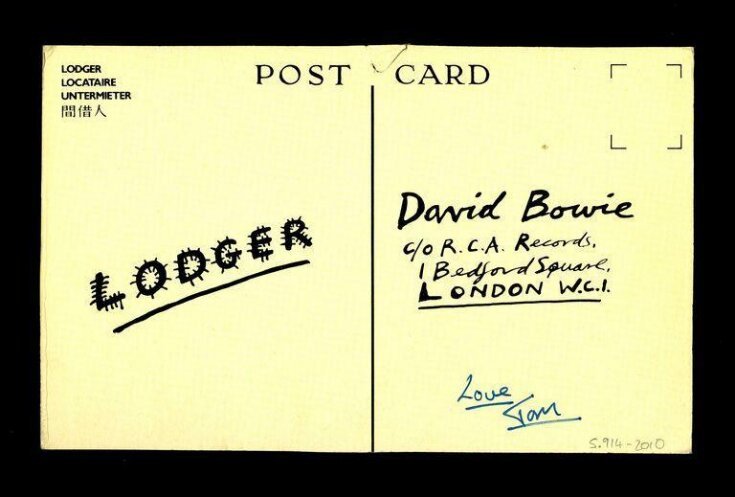 LODGER
LOCATAIRE
UNTERMIETER
間借人
POST CARD
LODGER
David Bowie
c/o R.C.A. Records,
1 Bedford Square,
LONDON W.C.1.
Love
Tom
S.914-2010